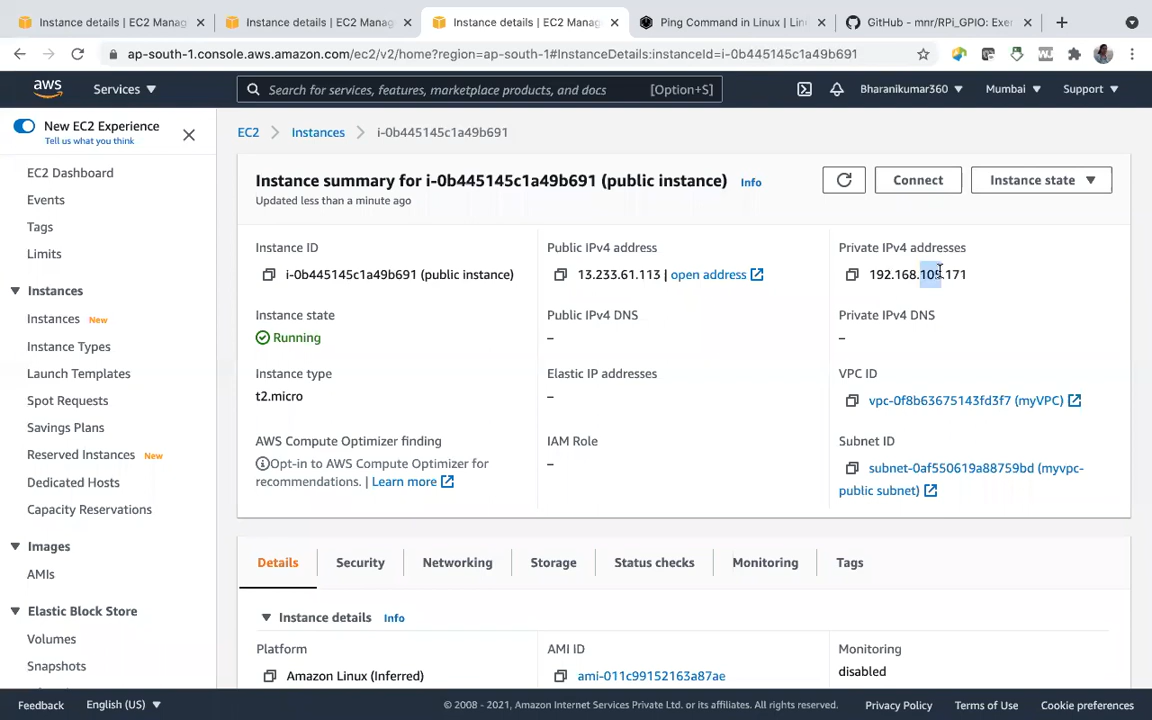 Instance details | EC2 Manag
Instance details | EC2 Manag
Instance details | EC2 Manag
Ping Command in Linux | Lin
GitHub - mnr/RPi_GPIO: Exer
ap-south-1.console.aws.amazon.com/ec2/v2/home?region=ap-south-1#InstanceDetails:instanceId=i-0b445145c1a49b691
aws
Services
Search for services, features, marketplace products, and docs
[Option+S]
Bharanikumar360
Mumbai
Support
New EC2 Experience
Tell us what you think
EC2 Dashboard
Events
Tags
Limits
Instances
Instances New
Instance Types
Launch Templates
Spot Requests
Savings Plans
Reserved Instances New
Dedicated Hosts
Capacity Reservations
Images
AMIs
Elastic Block Store
Volumes
Snapshots
EC2 > Instances > i-0b445145c1a49b691
Instance summary for i-0b445145c1a49b691 (public instance) Info
Updated less than a minute ago
Connect
Instance state
Instance ID
i-0b445145c1a49b691 (public instance)
Public IPv4 address
13.233.61.113 | open address
Private IPv4 addresses
192.168.105.171
Instance state
Running
Public IPv4 DNS
–
Private IPv4 DNS
–
Instance type
t2.micro
Elastic IP addresses
–
VPC ID
vpc-0f8b63675143fd3f7 (myVPC)
AWS Compute Optimizer finding
Opt-in to AWS Compute Optimizer for
recommendations. | Learn more
IAM Role
–
Subnet ID
subnet-0af550619a88759bd (myvpc-
public subnet)
Details
Security
Networking
Storage
Status checks
Monitoring
Tags
Instance details Info
Platform
Amazon Linux (Inferred)
AMI ID
ami-011c99152163a87ae
Monitoring
disabled
Feedback
English (US)
© 2008 - 2021, Amazon Internet Services Private Ltd. or its affiliates. All rights reserved.
Privacy Policy
Terms of Use
Cookie preferences